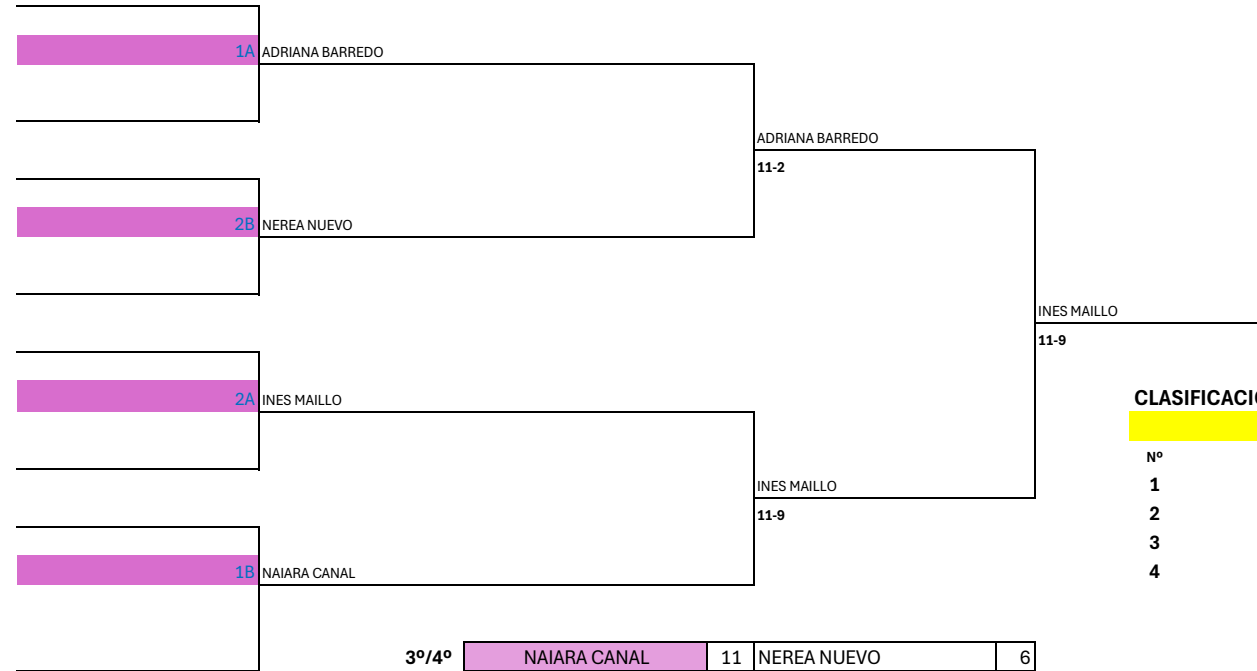 1A ADRIANA BARREDO
ADRIANA BARREDO
11-2
2B NEREA NUEVO
INES MAILLO
11-9
2A INES MAILLO
CLASIFICACI
Nº
1
INES MAILLO
11-9
2
3
1B NAIARA CANAL
4
3º/4º NAIARA CANAL 11 NEREA NUEVO 6